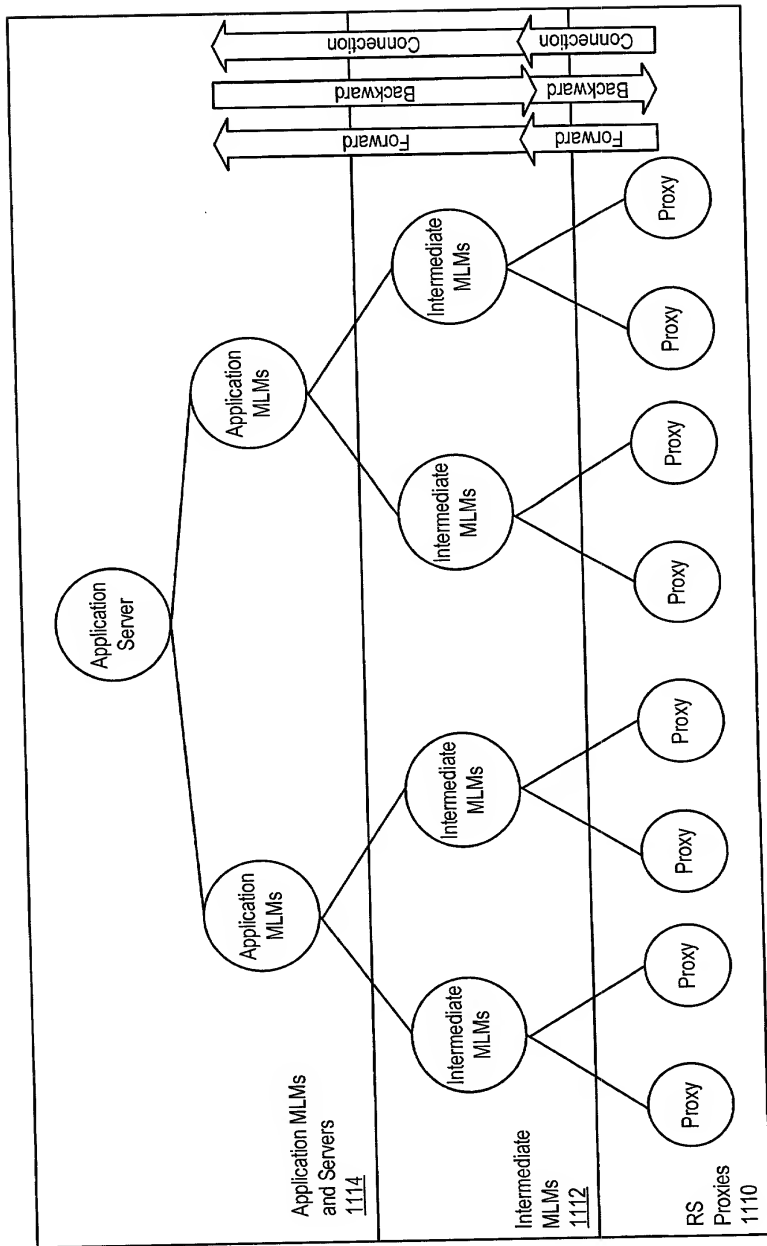 Application
Server
Application
MLMs
Application
MLMs
Application MLMs
and Servers
1114
Intermediate
MLMs
Intermediate
MLMs
Intermediate
MLMs
Intermediate
MLMs
Intermediate
MLMs
1112
Proxy
Proxy
Proxy
Proxy
Proxy
Proxy
Proxy
Proxy
RS
Proxies
1110
Forward
Forward
Backward
Backward
Connection
Connection